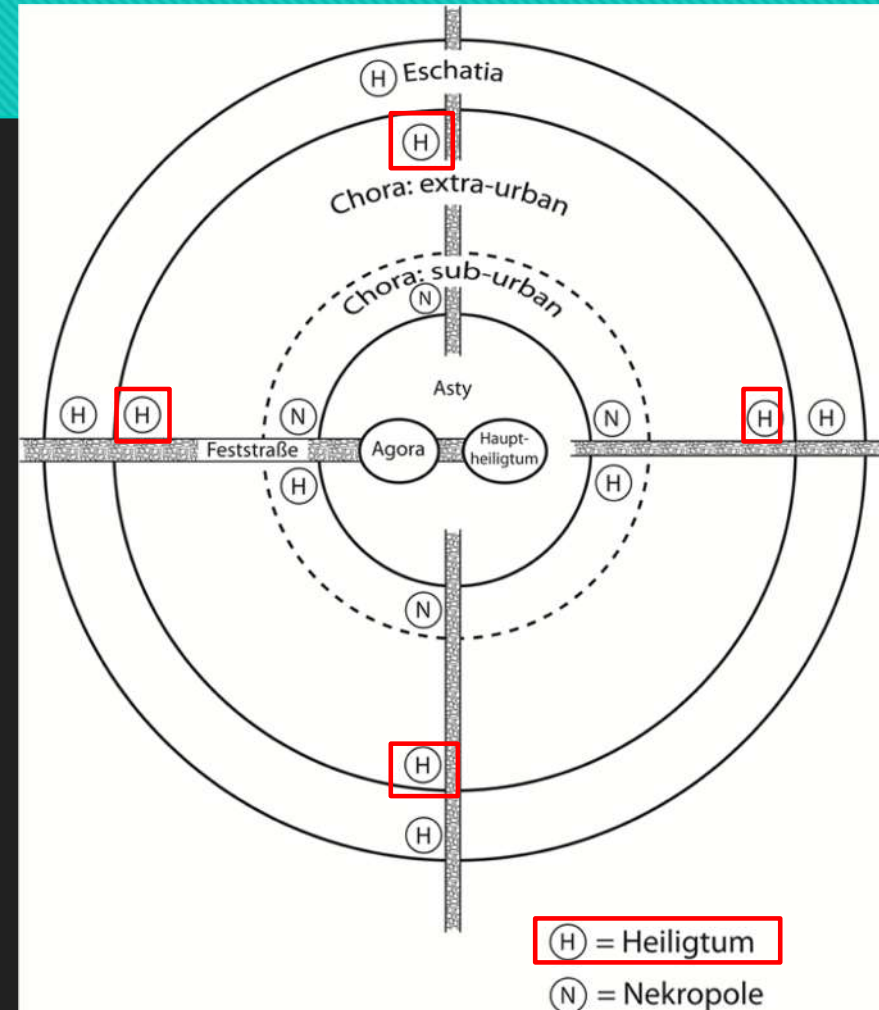 H Eschatia
H
Chora: extra-urban
Chora: sub-urban
N
Asty
H H N N H H
Feststraße Agora Haupt-
heiligtum
H H
N
H
H
H = Heiligtum
N = Nekropole